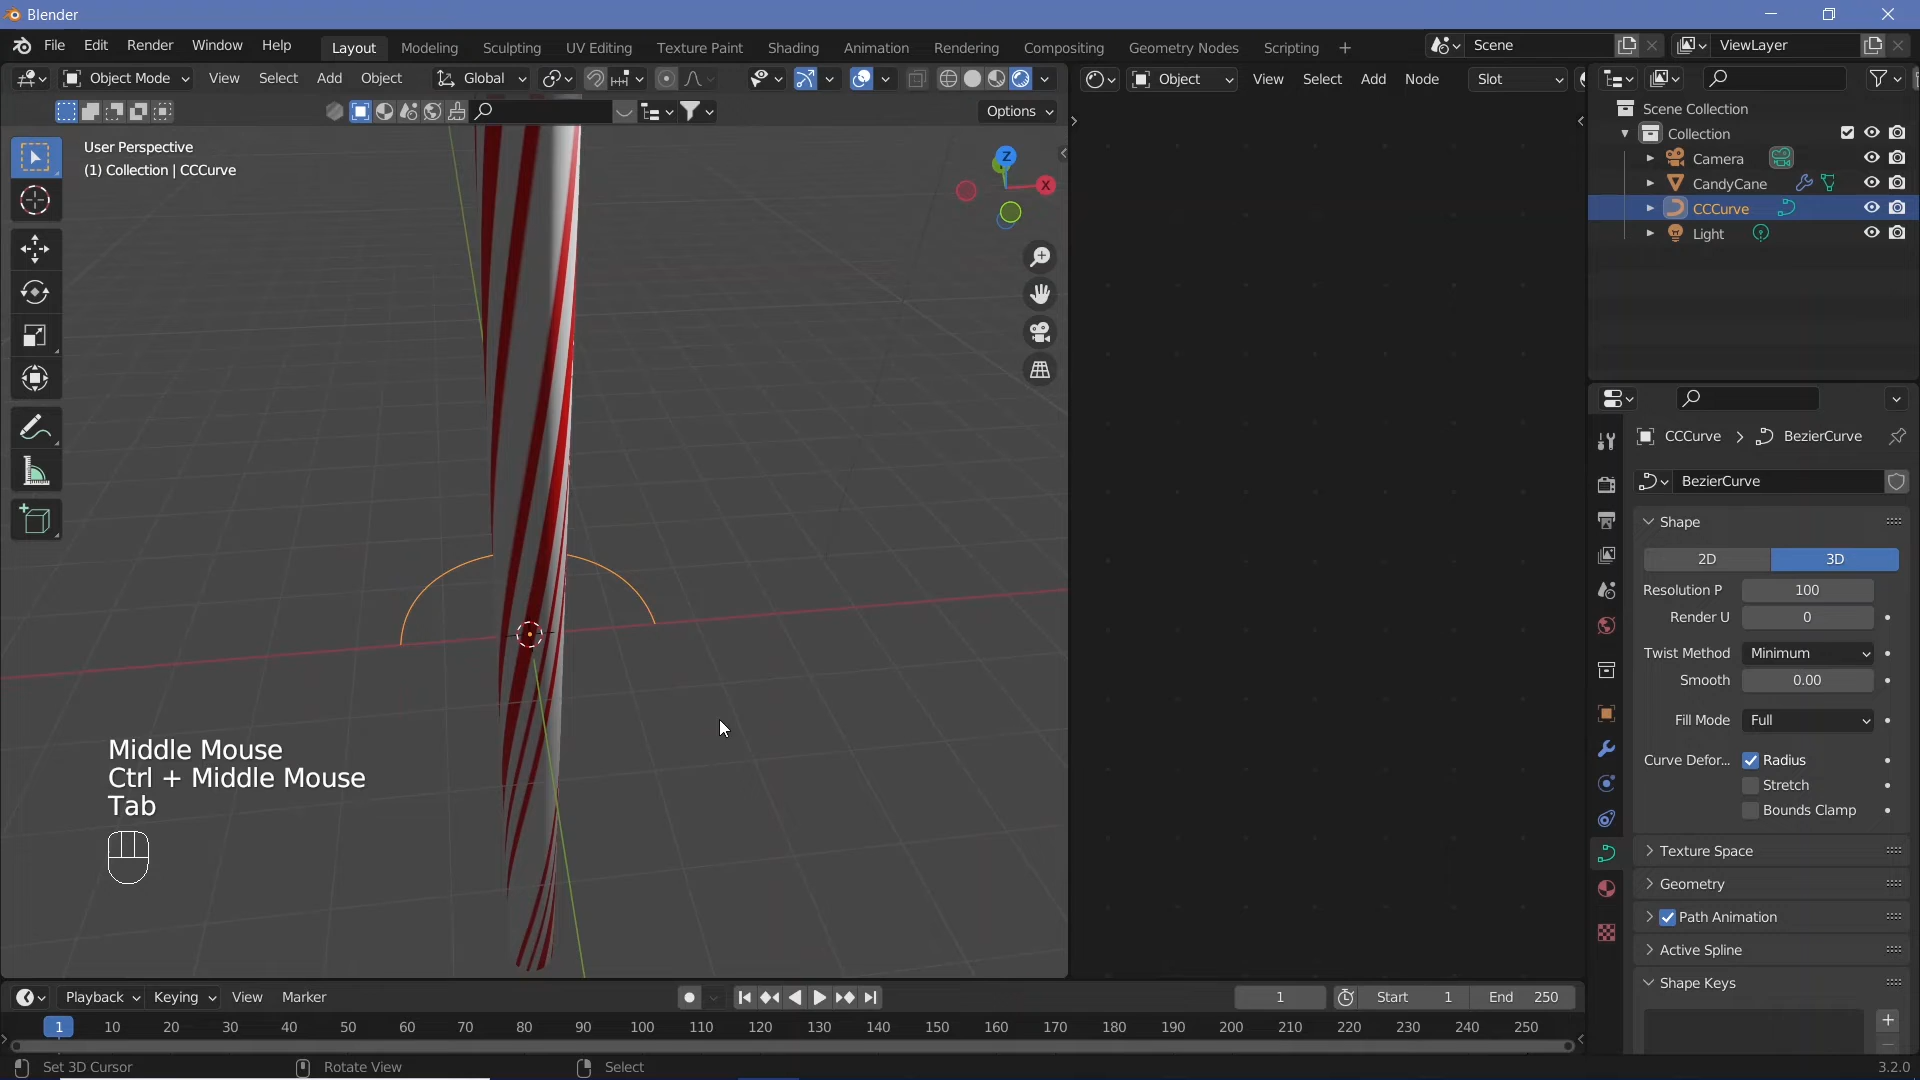 Blender
File Edit Render Window Help
Layout Modeling Sculpting UV Editing Texture Paint Shading Animation Rendering Compositing Geometry Nodes Scripting +
Scene
ViewLayer
Object Mode View Select Add Object Global
Object View Select Add Node Slot
Options
User Perspective
(1) Collection | CCCurve
Z
X
Scene Collection
Collection
Camera
CandyCane
CCCurve
Light
CCCurve > BezierCurve
BezierCurve
Shape
2D 3D
Resolution P 100
Render U 0
Twist Method Minimum
Smooth 0.00
Fill Mode Full
Curve Defor... Radius
Stretch
Bounds Clamp
Texture Space
Geometry
Path Animation
Active Spline
Shape Keys
Middle Mouse
Ctrl + Middle Mouse
Tab
Playback Keying View Marker
1 Start 1 End 250
1 10 20 30 40 50 60 70 80 90 100 110 120 130 140 150 160 170 180 190 200 210 220 230 240 250
Set 3D Cursor Rotate View Select
3.2.0